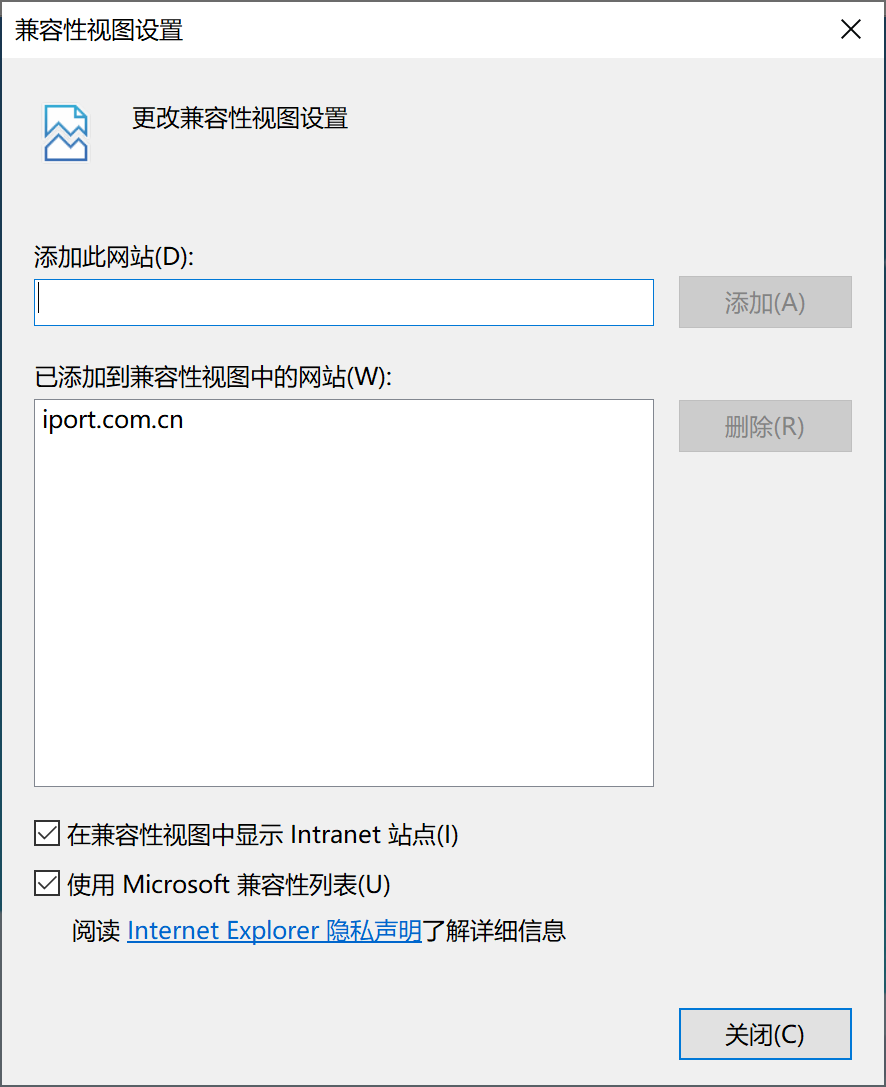 兼容性视图设置
更改兼容性视图设置
添加此网站(D):
添加(A)
已添加到兼容性视图中的网站(W):
iport.com.cn
删除(R)
在兼容性视图中显示 Intranet 站点(I)
使用 Microsoft 兼容性列表(U)
阅读 Internet Explorer 隐私声明了解详细信息
关闭(C)